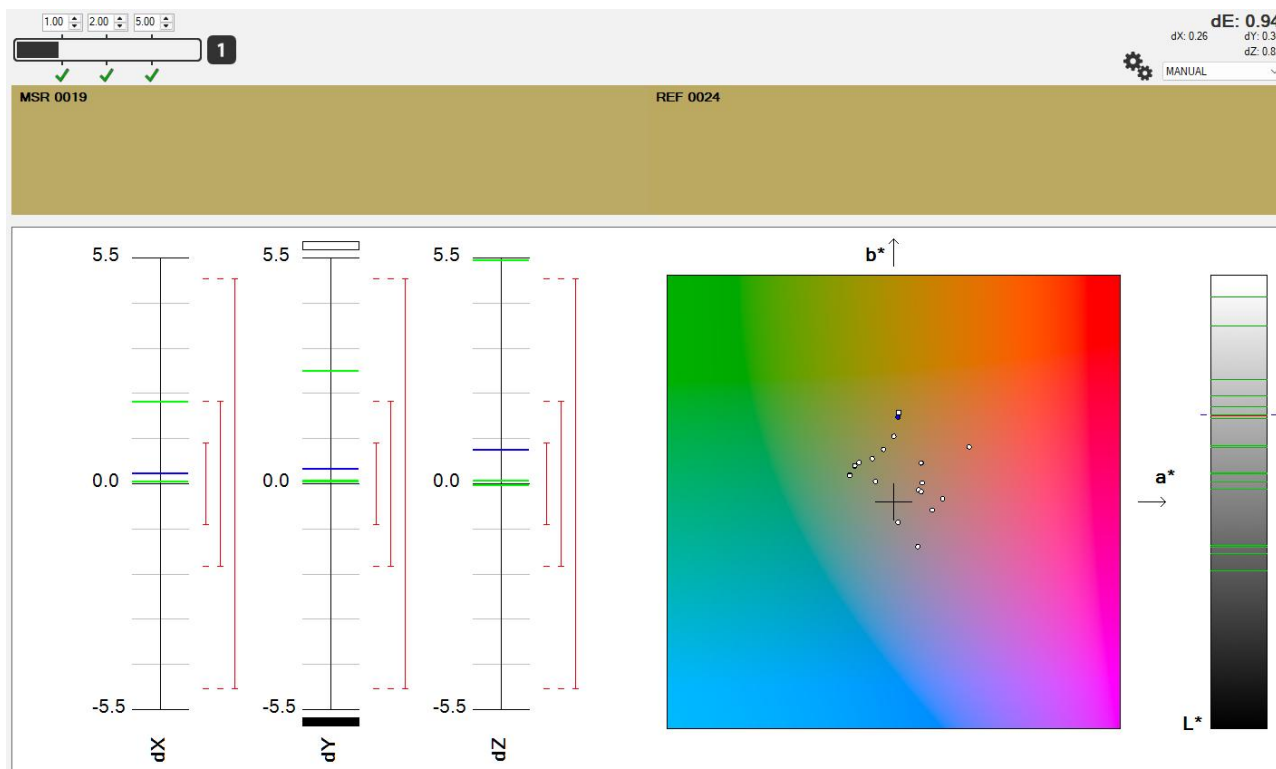 1.00 2.00 5.00
1
dE: 0.94
dX: 0.26 dY: 0.3
dZ: 0.8
MANUAL
MSR 0019 REF 0024
5.5 5.5 5.5
0.0 0.0 0.0
-5.5 -5.5 -5.5
dX dY dZ
b*
a*
L*